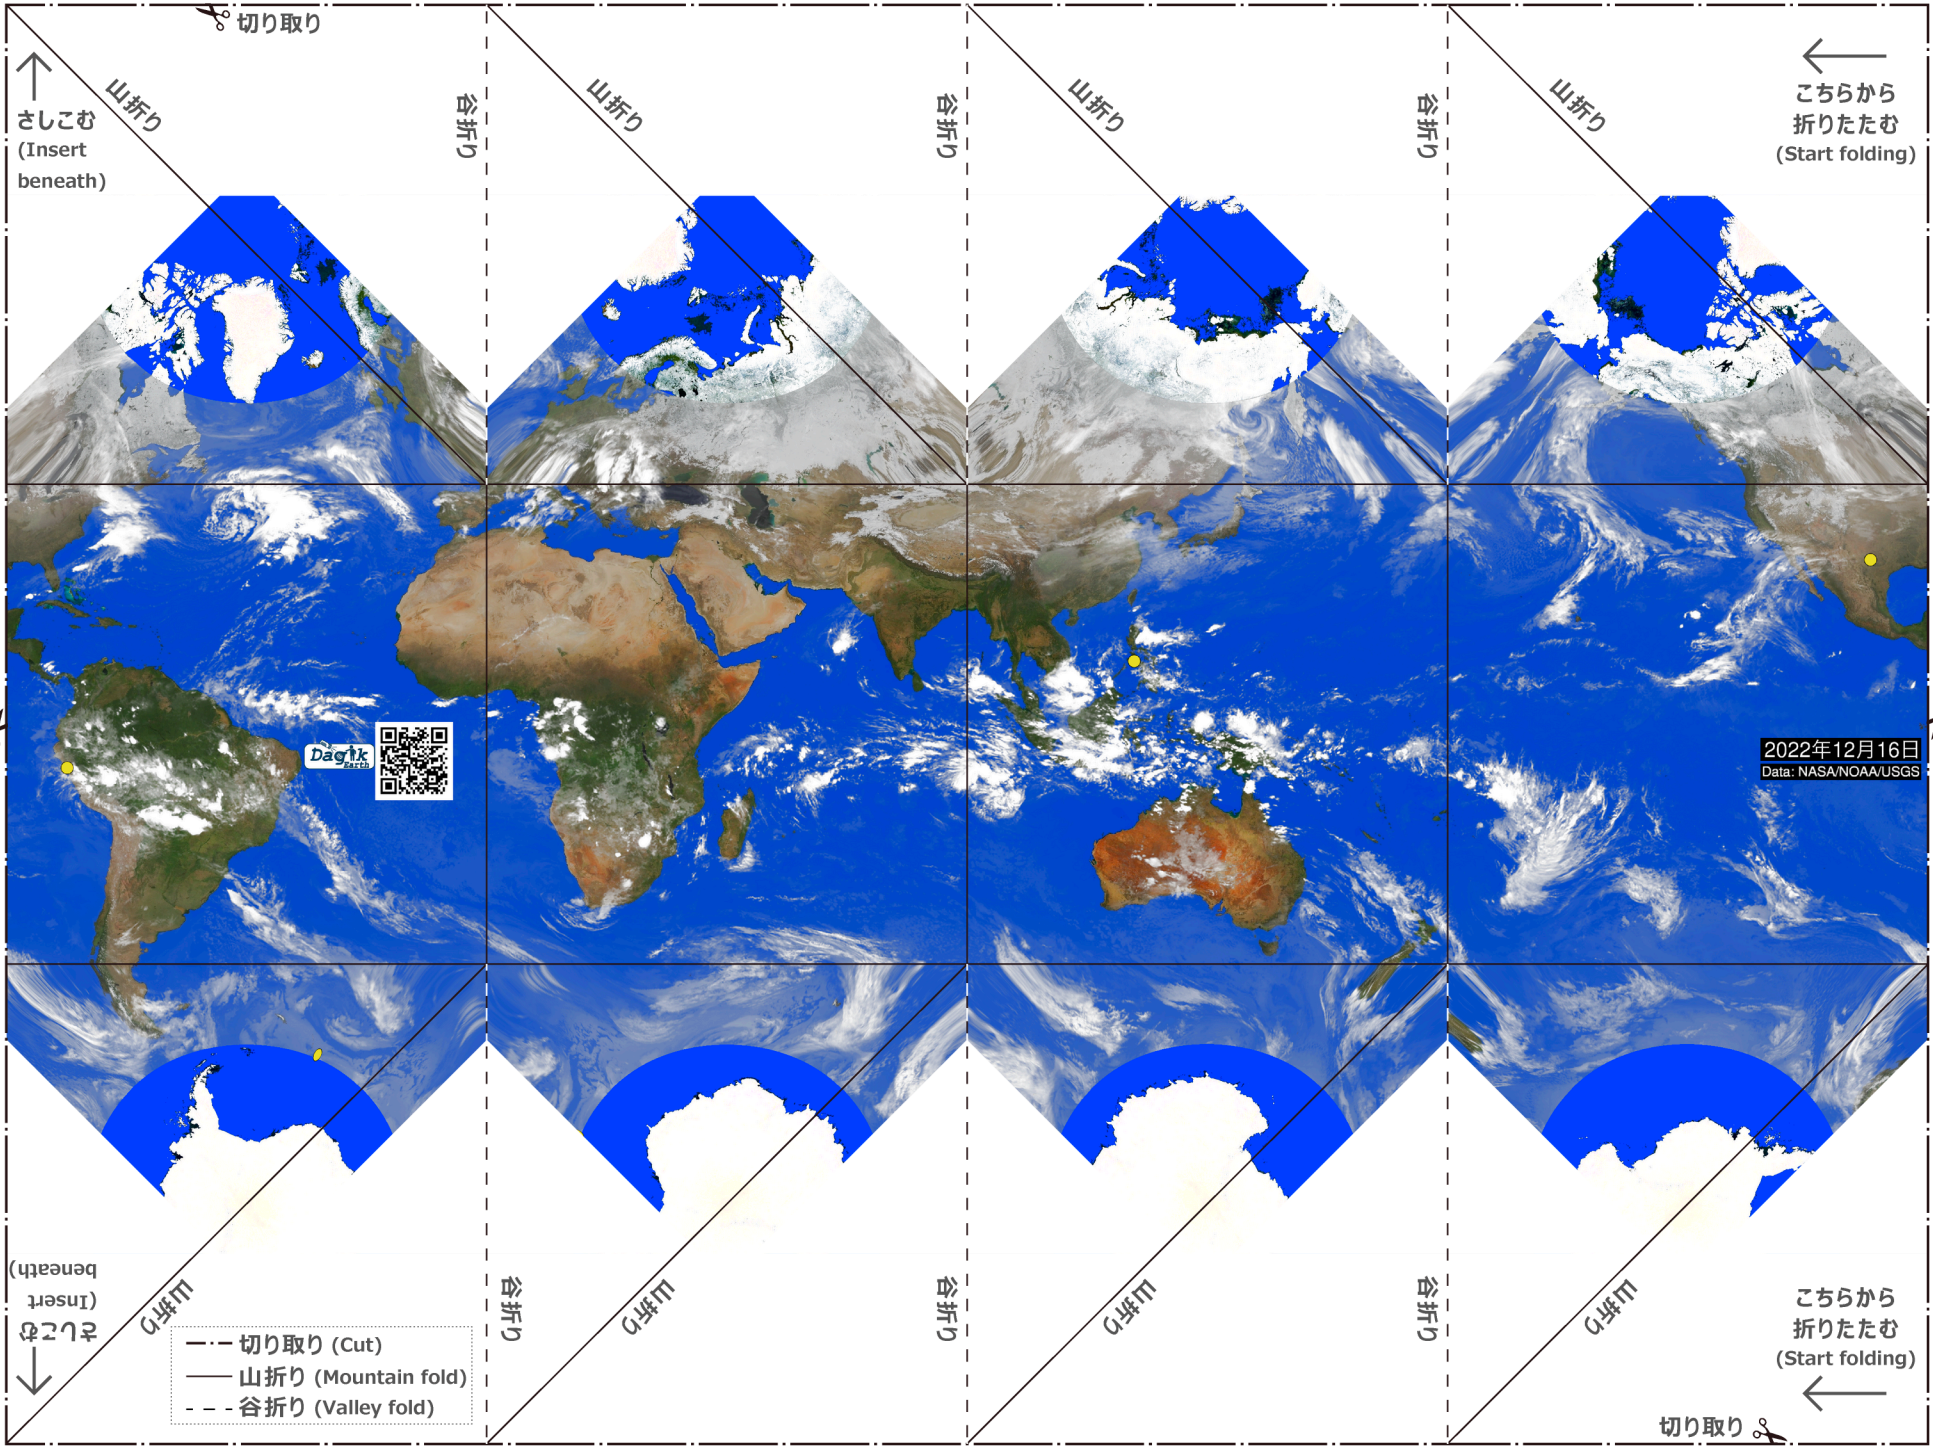 切り取り
山折り
谷折り
山折り
谷折り
山折り
谷折り
山折り
さしこむ
(Insert
beneath)
こちらから
折りたたむ
(Start folding)
Dagik
Earth
2022年12月16日
Data: NASA/NOAA/USGS
さしこむ
(Insert
beneath)
山折り
谷折り
山折り
谷折り
山折り
谷折り
山折り
こちらから
折りたたむ
(Start folding)
切り取り (Cut)
山折り (Mountain fold)
谷折り (Valley fold)
切り取り